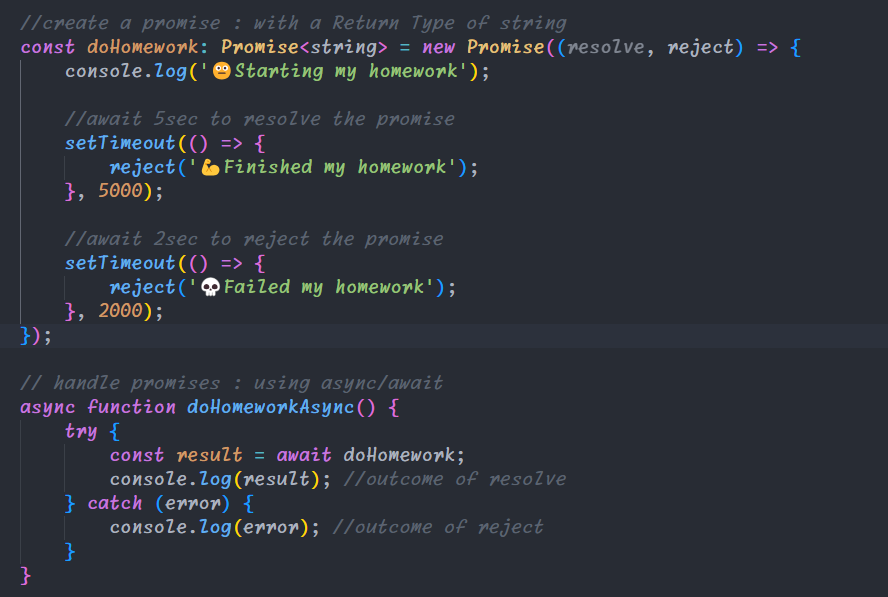 //create a promise : with a Return Type of string
const doHomework: Promise<string> = new Promise((resolve, reject) => {
    console.log('😳Starting my homework');

    //await 5sec to resolve the promise
    setTimeout(() => {
        reject('💪Finished my homework');
    }, 5000);

    //await 2sec to reject the promise
    setTimeout(() => {
        reject('💀Failed my homework');
    }, 2000);
});

// handle promises : using async/await
async function doHomeworkAsync() {
    try {
        const result = await doHomework;
        console.log(result); //outcome of resolve
    } catch (error) {
        console.log(error); //outcome of reject
    }
}